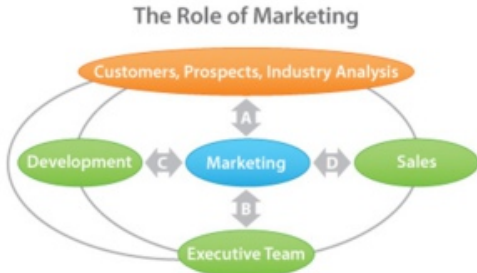 The Role of Marketing
Customers, Prospects, Industry Analysis
A
Development
C
Marketing
D
Sales
B
Executive Team